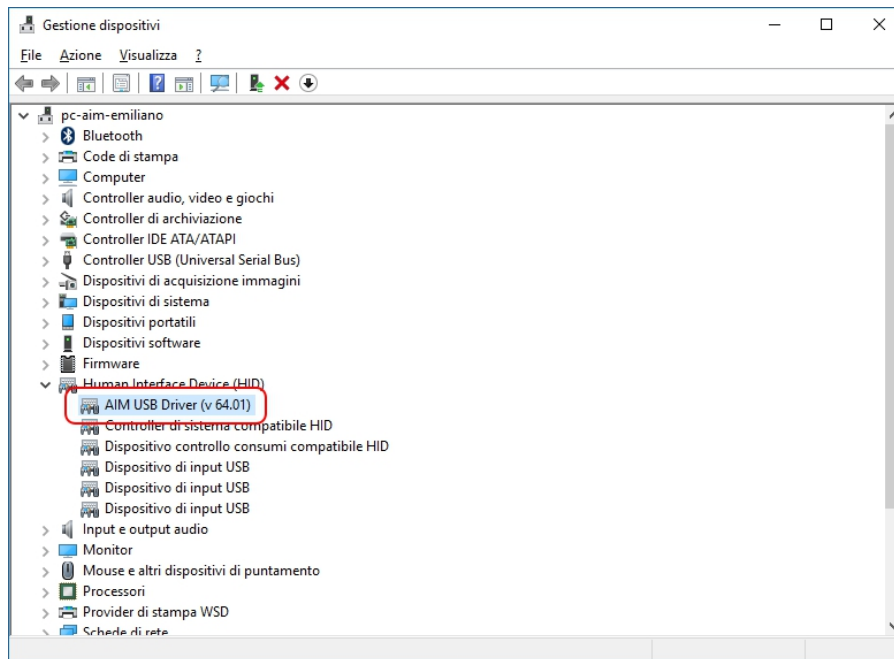 Gestione dispositivi
File Azione Visualizza ?
pc-aim-emiliano
Bluetooth
Code di stampa
Computer
Controller audio, video e giochi
Controller di archiviazione
Controller IDE ATA/ATAPI
Controller USB (Universal Serial Bus)
Dispositivi di acquisizione immagini
Dispositivi di sistema
Dispositivi portatili
Dispositivi software
Firmware
Human Interface Device (HID)
AIM USB Driver (v 64.01)
Controller di sistema compatibile HID
Dispositivo controllo consumi compatibile HID
Dispositivo di input USB
Dispositivo di input USB
Dispositivo di input USB
Input e output audio
Monitor
Mouse e altri dispositivi di puntamento
Processori
Provider di stampa WSD
Schede di rete